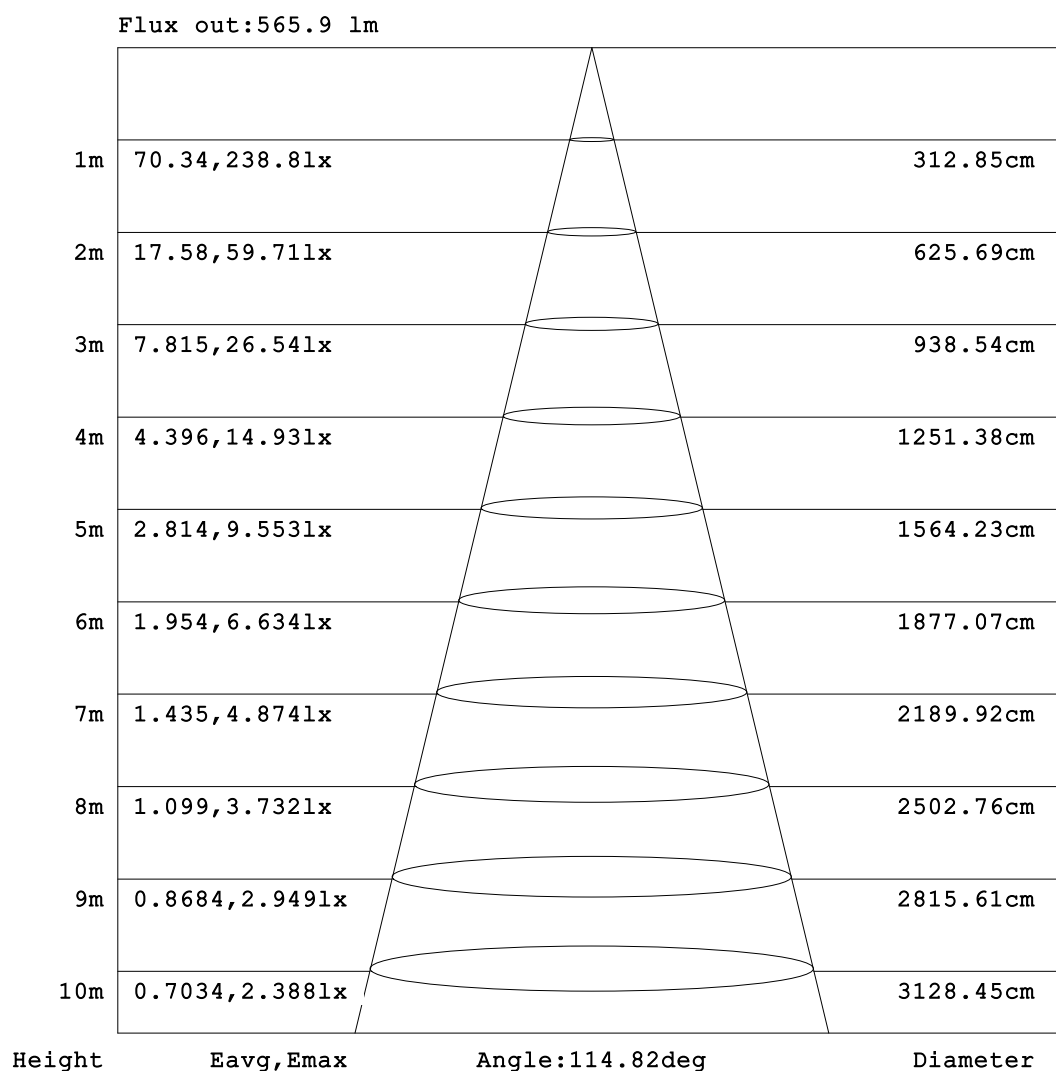 Flux out:565.9 lm
1m 70.34,238.8lx 312.85cm
2m 17.58,59.71lx 625.69cm
3m 7.815,26.54lx 938.54cm
4m 4.396,14.93lx 1251.38cm
5m 2.814,9.553lx 1564.23cm
6m 1.954,6.634lx 1877.07cm
7m 1.435,4.874lx 2189.92cm
8m 1.099,3.732lx 2502.76cm
9m 0.8684,2.949lx 2815.61cm
10m 0.7034,2.388lx 3128.45cm
Height Eavg,Emax Angle:114.82deg Diameter